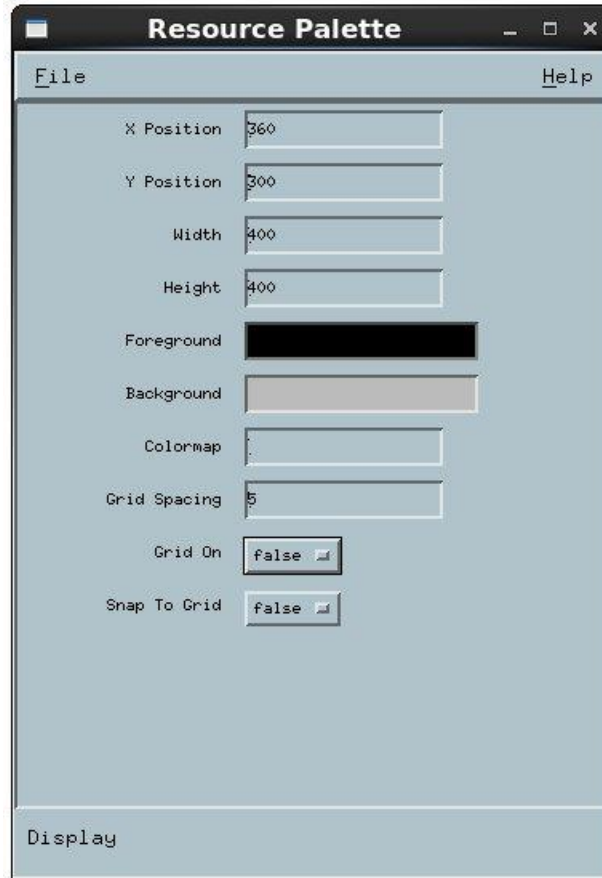 Resource Palette
File Help
X Position 360
Y Position 300
Width 400
Height 400
Foreground
Background
Colormap
Grid Spacing 5
Grid On false
Snap To Grid false
Display